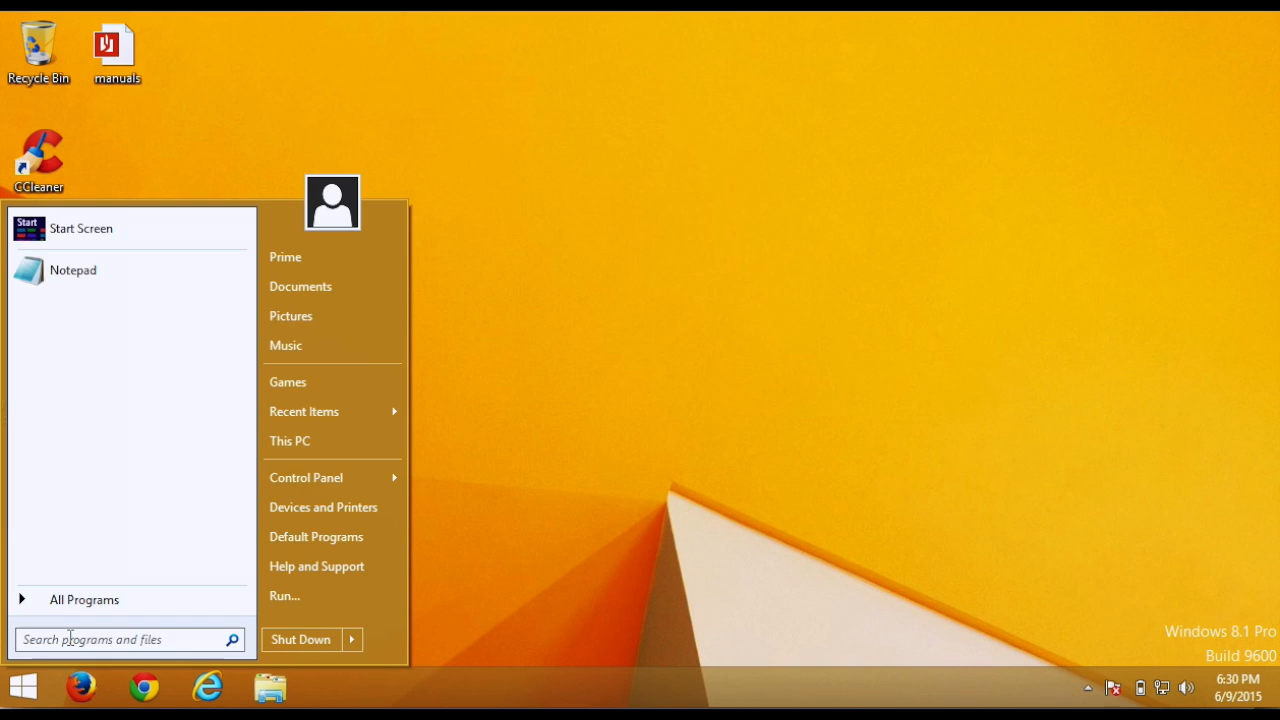 Recycle Bin
manuals
CCleaner
Start
Start Screen
Notepad
All Programs
Search programs and files
Prime
Documents
Pictures
Music
Games
Recent Items
This PC
Control Panel
Devices and Printers
Default Programs
Help and Support
Run...
Shut Down
Windows 8.1 Pro
Build 9600
6:30 PM
6/9/2015